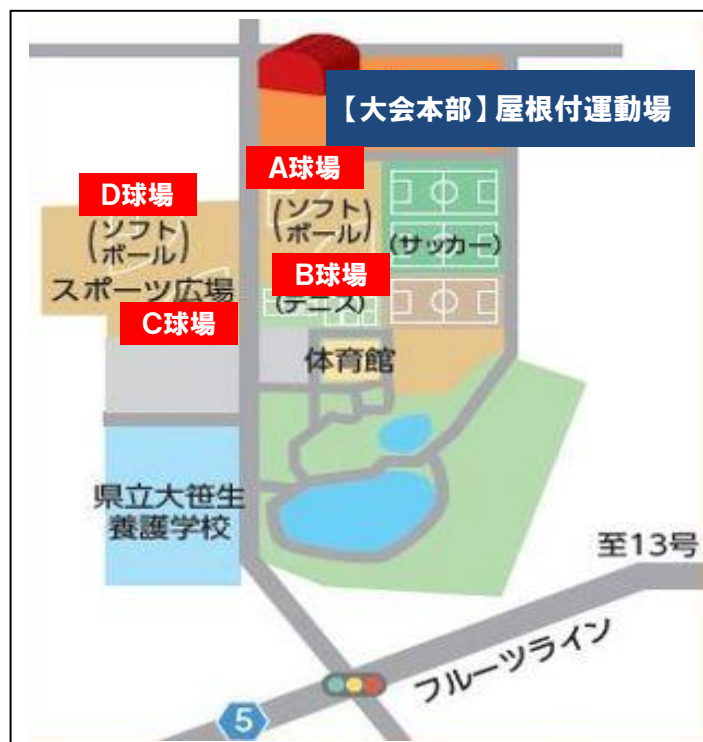 【大会本部】屋根付運動場
A球場
D球場
(ソフト
ボール)
(ソフト
ボール)
(サッカー)
B球場
スポーツ広場
(テニス)
C球場
体育館
県立大笹生
養護学校
至13号
フルーツライン
5